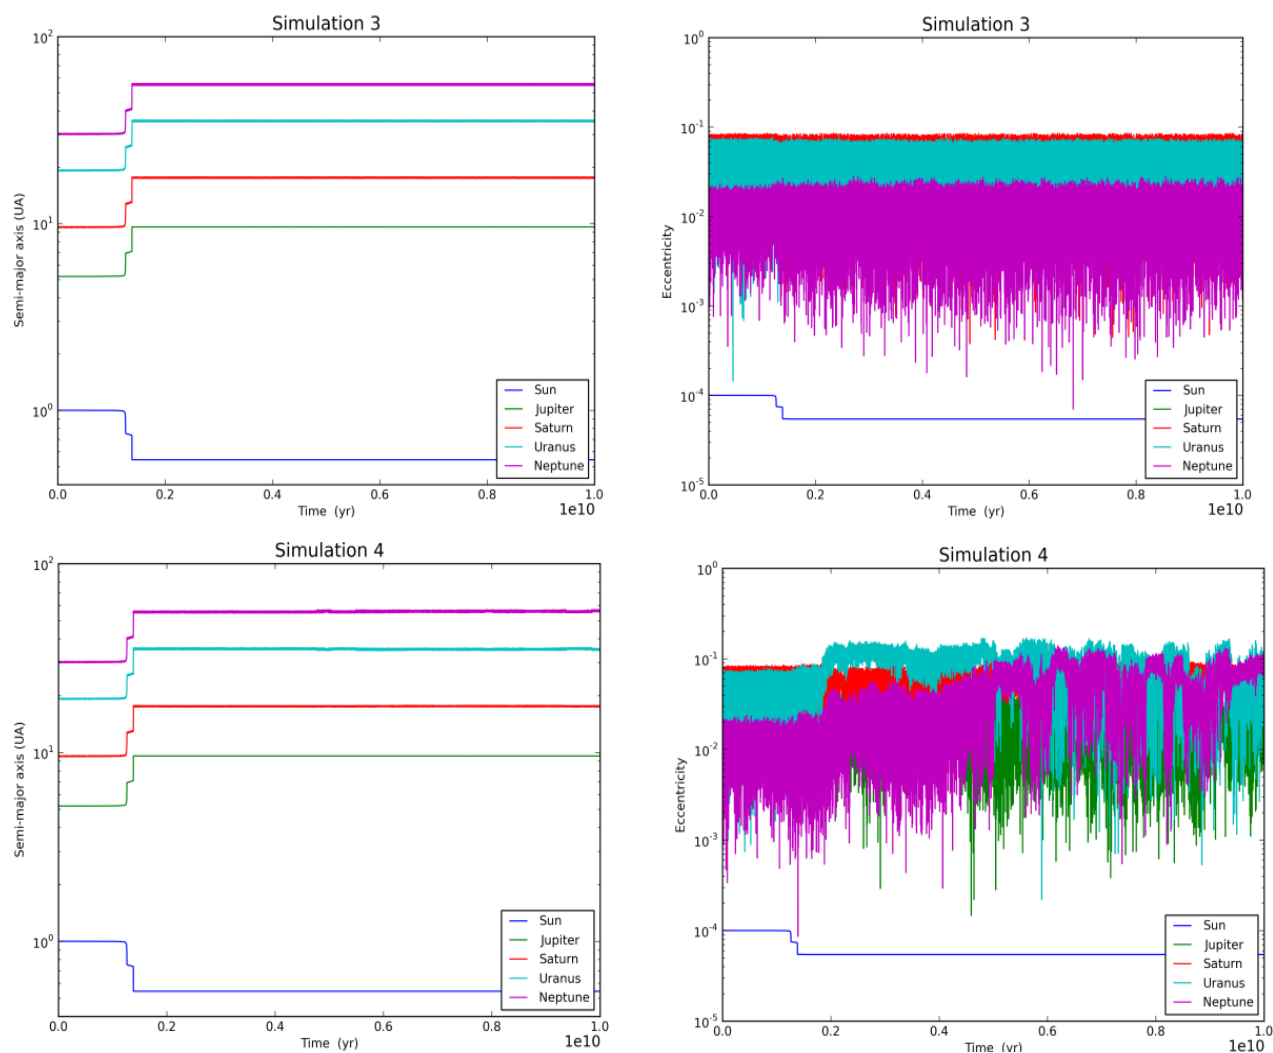 Simulation 3
10^2
10^1
10^0
Semi-major axis (UA)
0.0 0.2 0.4 0.6 0.8 1.0
Time (yr)
1e10
Sun
Jupiter
Saturn
Uranus
Neptune
Simulation 3
10^0
10^-1
10^-2
10^-3
10^-4
10^-5
Eccentricity
0.0 0.2 0.4 0.6 0.8 1.0
Time (yr)
1e10
Sun
Jupiter
Saturn
Uranus
Neptune
Simulation 4
10^2
10^1
10^0
Semi-major axis (UA)
0.0 0.2 0.4 0.6 0.8 1.0
Time (yr)
1e10
Sun
Jupiter
Saturn
Uranus
Neptune
Simulation 4
10^0
10^-1
10^-2
10^-3
10^-4
10^-5
Eccentricity
0.0 0.2 0.4 0.6 0.8 1.0
Time (yr)
1e10
Sun
Jupiter
Saturn
Uranus
Neptune